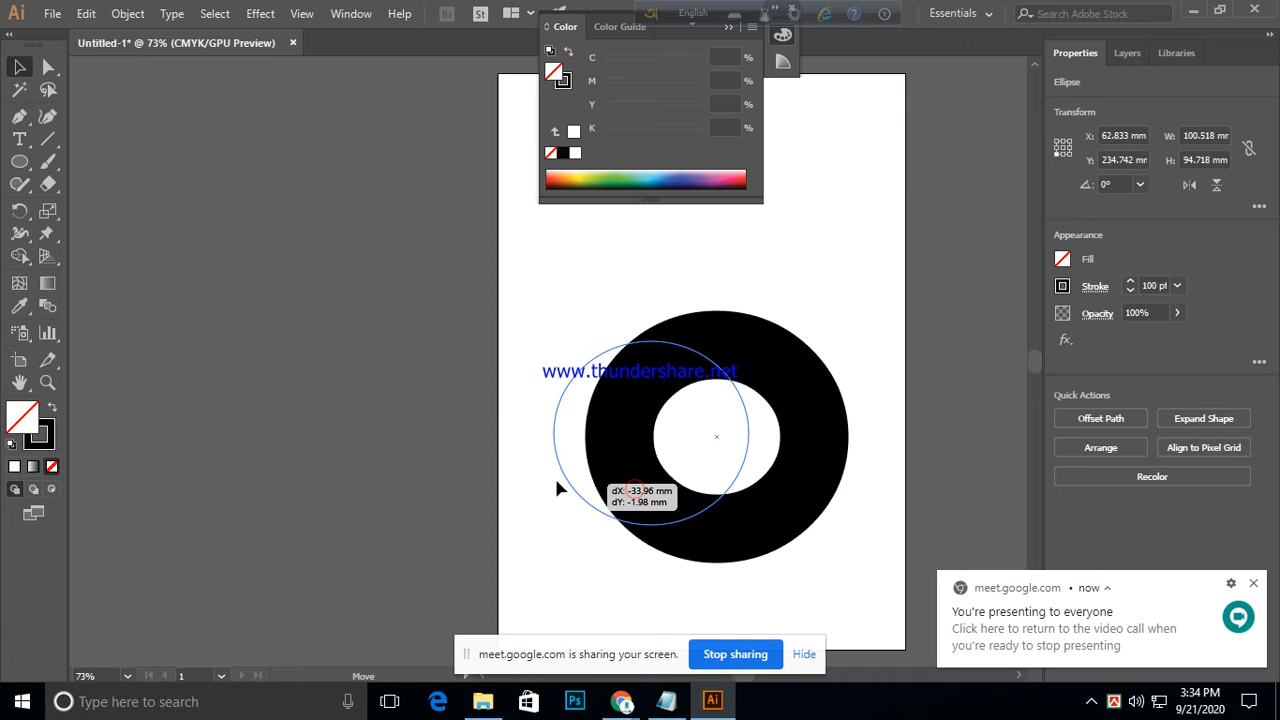 Ai File Edit Object Type Select Effect View Window Help Br St English Essentials Search Adobe Stock
Untitled-1* @ 73% (CMYK/GPU Preview)
Color Color Guide
C %
M %
Y %
K %
Properties Layers Libraries
Ellipse
Transform
X: 62.833 mm W: 100.518 mm
Y: 234.742 mm H: 94.718 mm
0°
Appearance
Fill
Stroke 100 pt
Opacity 100%
fx.
Quick Actions
Offset Path Expand Shape
Arrange Align to Pixel Grid
Recolor
www.thundershare.net
dX: -33.96 mm
dY: -1.98 mm
meet.google.com • now
You're presenting to everyone
Click here to return to the video call when
you're ready to stop presenting
meet.google.com is sharing your screen. Stop sharing Hide
73% 1 Move
Type here to search
Ps
Ai
3:34 PM
9/21/2020